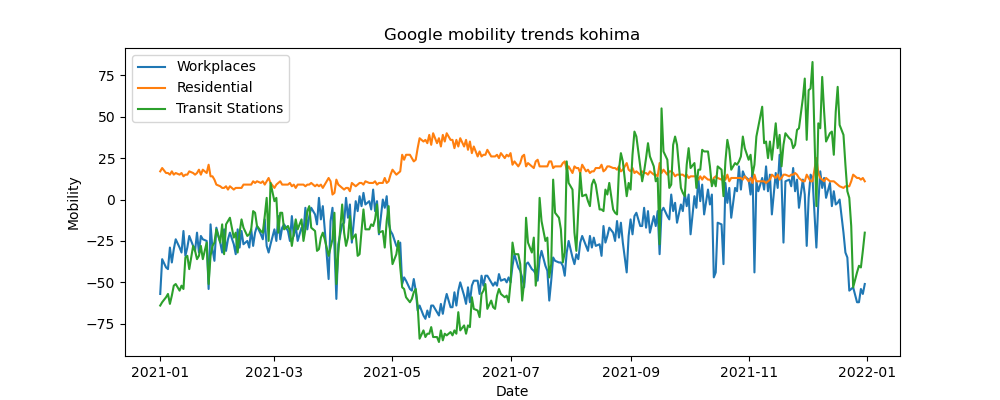 Google mobility trends kohima
Workplaces
Residential
Transit Stations
Mobility
75
50
25
0
−25
−50
−75
2021-01 2021-03 2021-05 2021-07 2021-09 2021-11 2022-01
Date